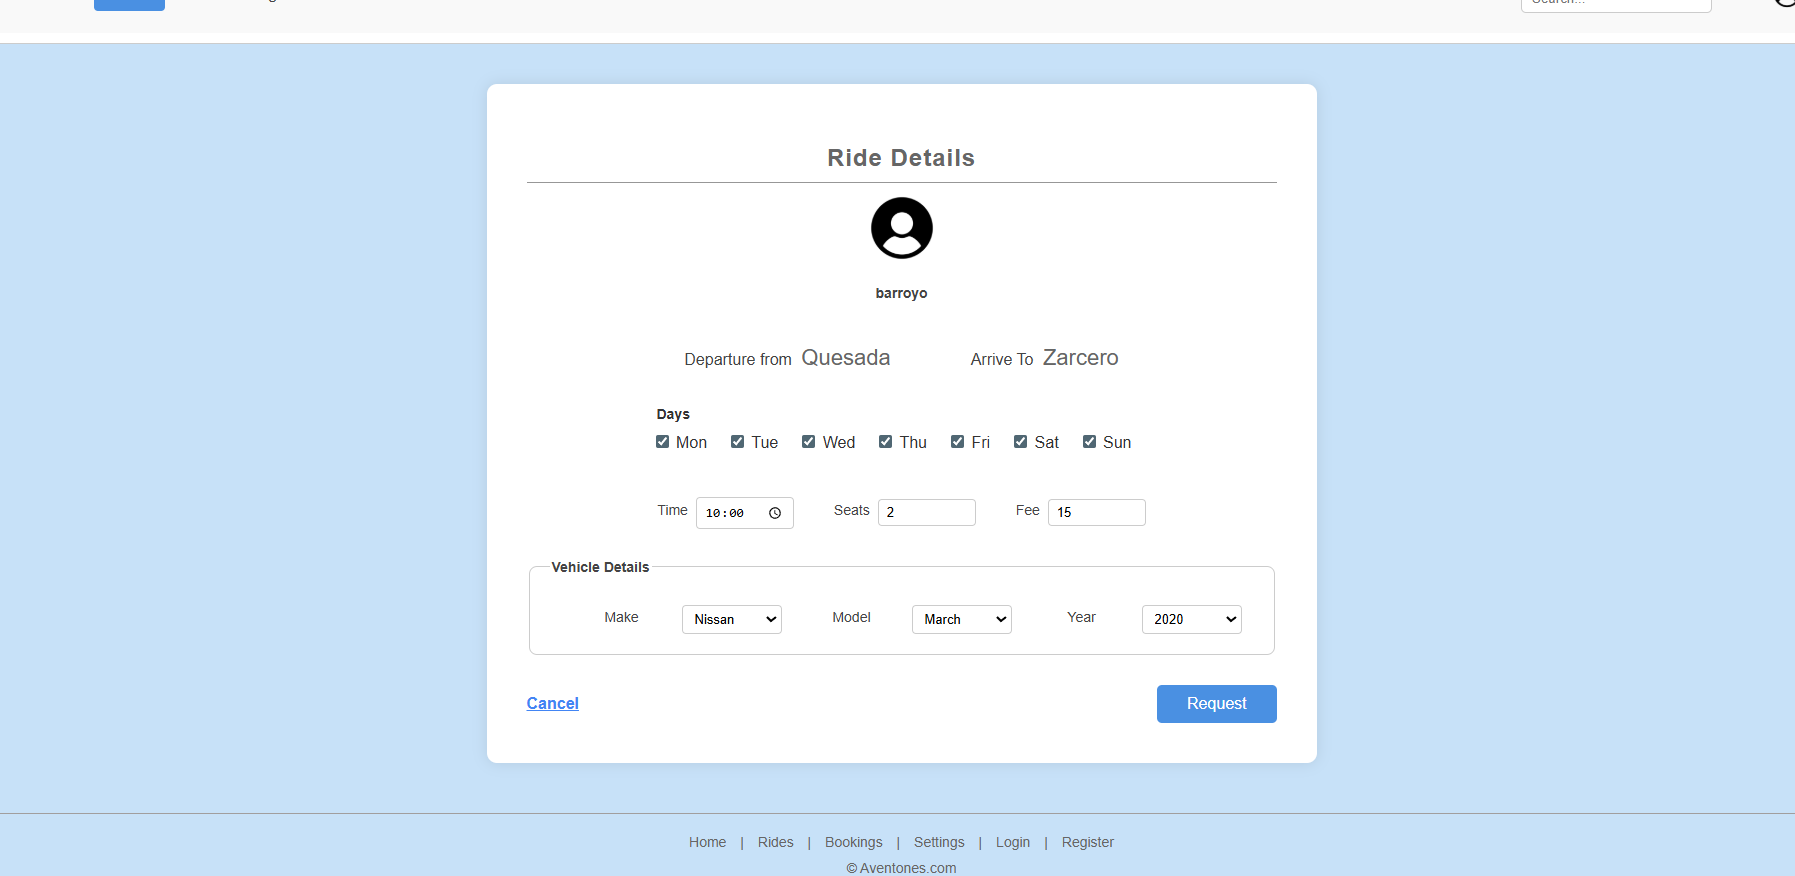 Search...
Ride Details
barroyo
Departure from Quesada Arrive To Zarcero
Days
Mon Tue Wed Thu Fri Sat Sun
Time 10:00 Seats 2 Fee 15
Vehicle Details
Make Nissan Model March Year 2020
Cancel Request
Home | Rides | Bookings | Settings | Login | Register
© Aventones.com